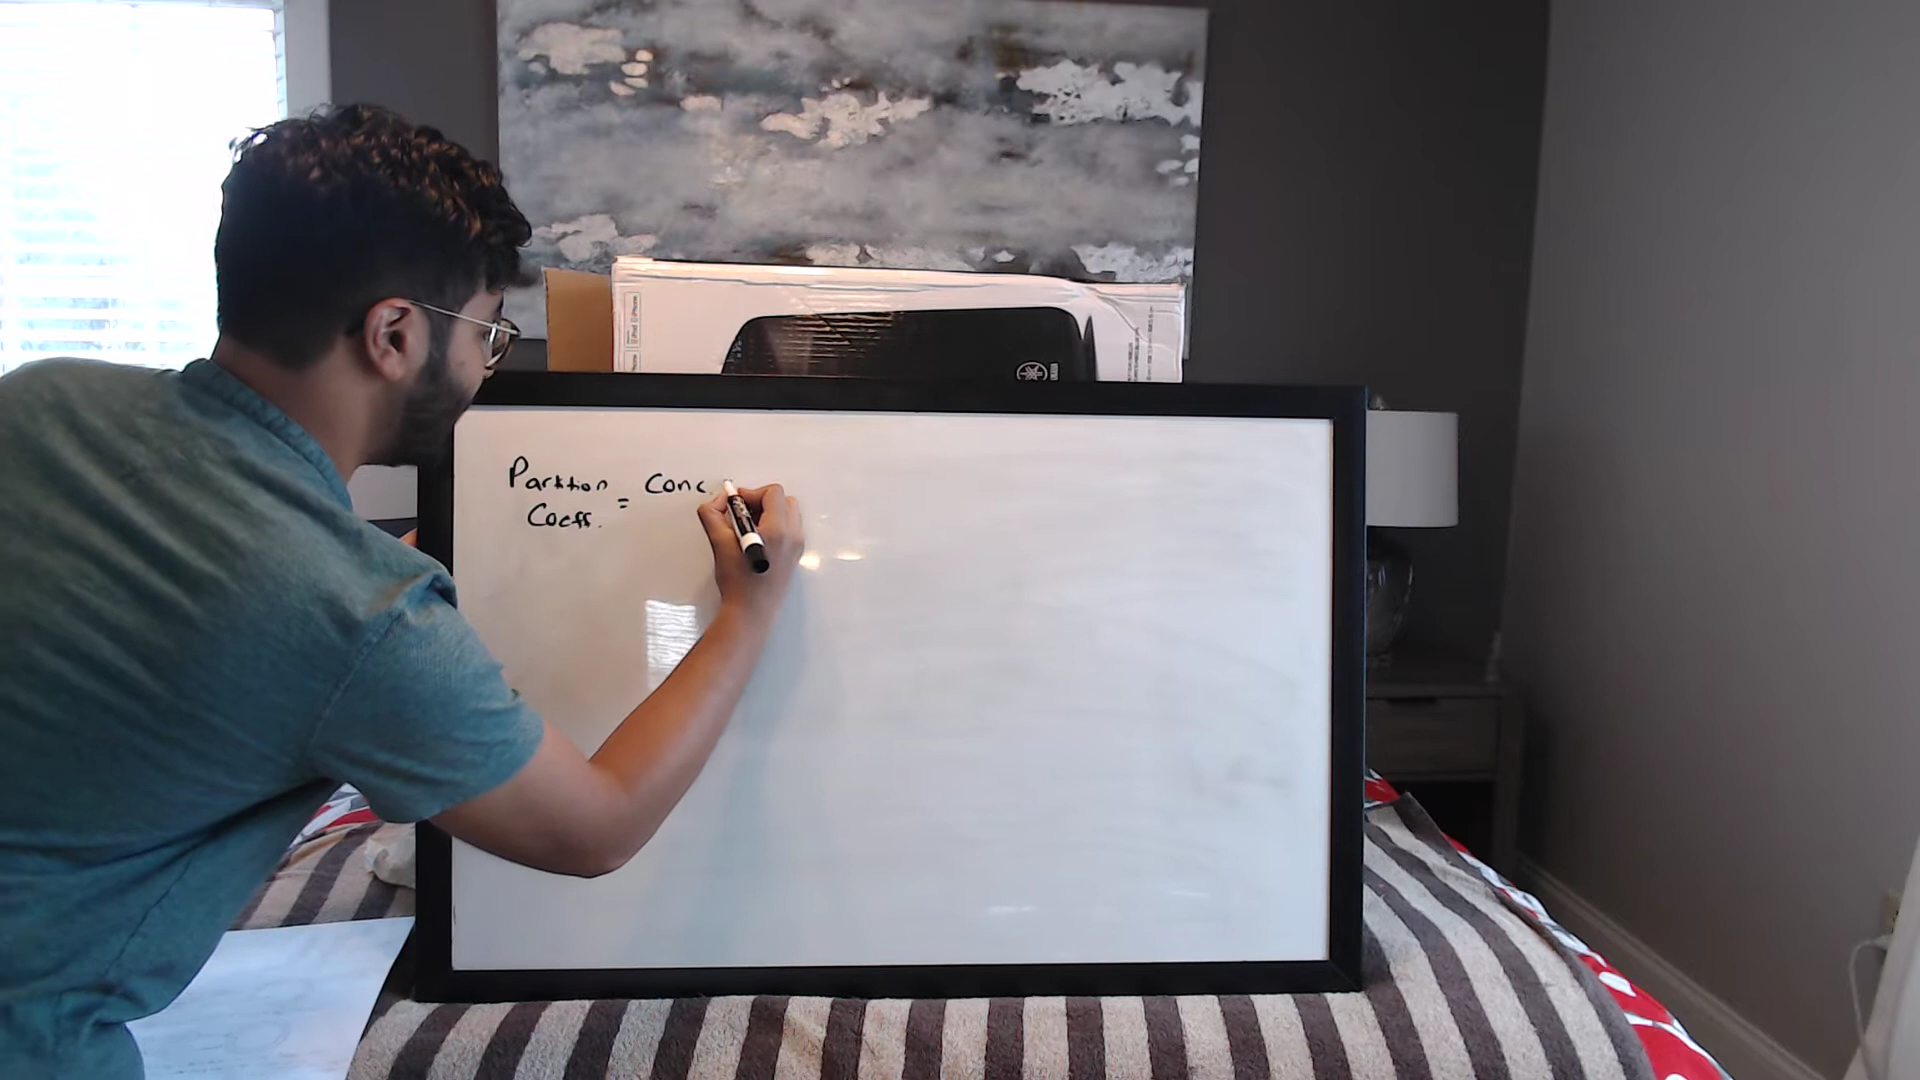 Partition = Conc
Coeff.